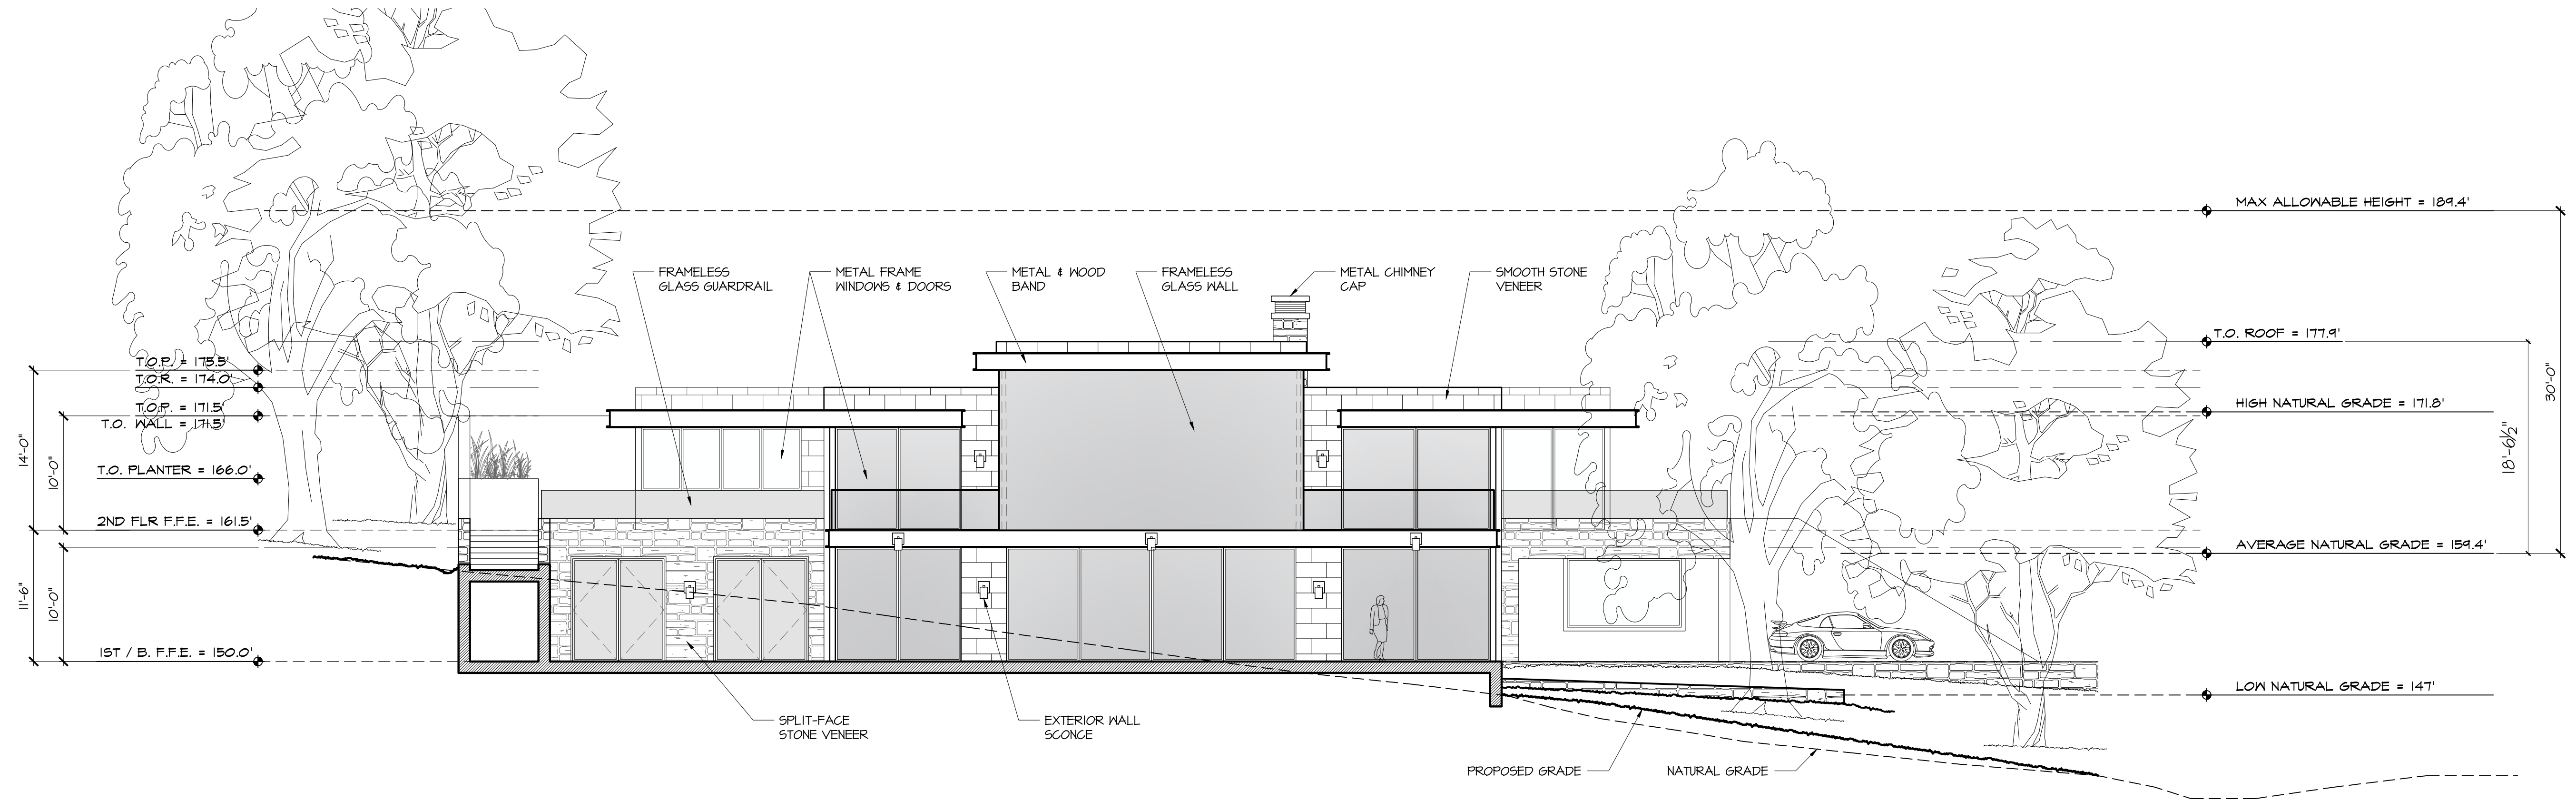 MAX ALLOWABLE HEIGHT = 189.4'
FRAMELESS
GLASS GUARDRAIL
METAL FRAME
WINDOWS & DOORS
METAL & WOOD
BAND
FRAMELESS
GLASS WALL
METAL CHIMNEY
CAP
SMOOTH STONE
VENEER
T.O. ROOF = 177.9'
30'-0"
T.O.P. = 175.5'
T.O.R. = 174.0'
T.O.P. = 171.5'
T.O. WALL = 171.5'
HIGH NATURAL GRADE = 171.8'
18'-6½"
14'-0"
10'-0"
T.O. PLANTER = 166.0'
2ND FLR F.F.E. = 161.5'
AVERAGE NATURAL GRADE = 159.4'
11'-6"
10'-0"
1ST / B. F.F.E. = 150.0'
LOW NATURAL GRADE = 147'
SPLIT-FACE
STONE VENEER
EXTERIOR WALL
SCONCE
PROPOSED GRADE
NATURAL GRADE